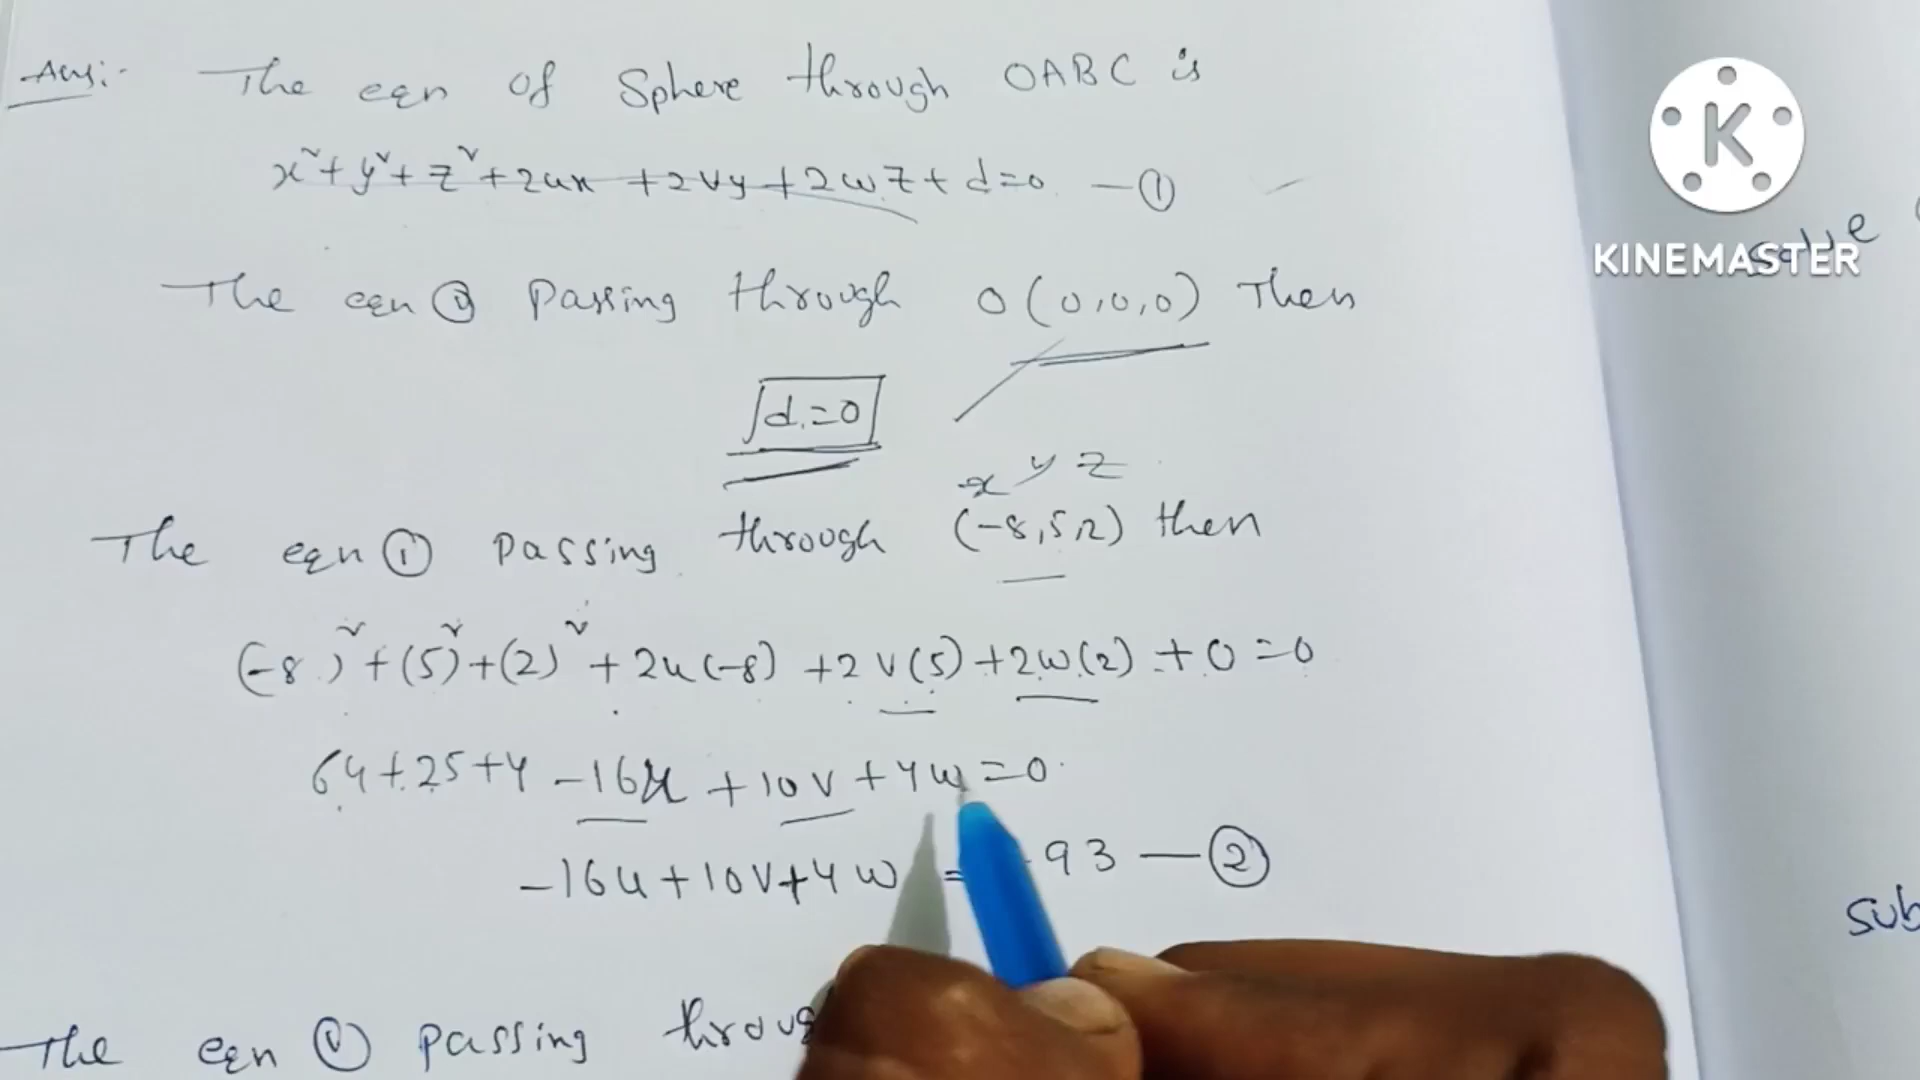 Ans:- The eqn of Sphere through OABC is
x²+y²+z²+2ux+2vy+2wz+d=0 —①
The eqn ① Passing through O(0,0,0) Then
d=0
x y z
The eqn ① passing through (-8,5,2) then
(-8)²+(5)²+(2)²+2u(-8)+2v(5)+2w(2)+0=0
64+25+4-16u+10v+4w=0
-16u+10v+4w = 93 —②
The eqn ① passing
K
KINEMASTER
solve